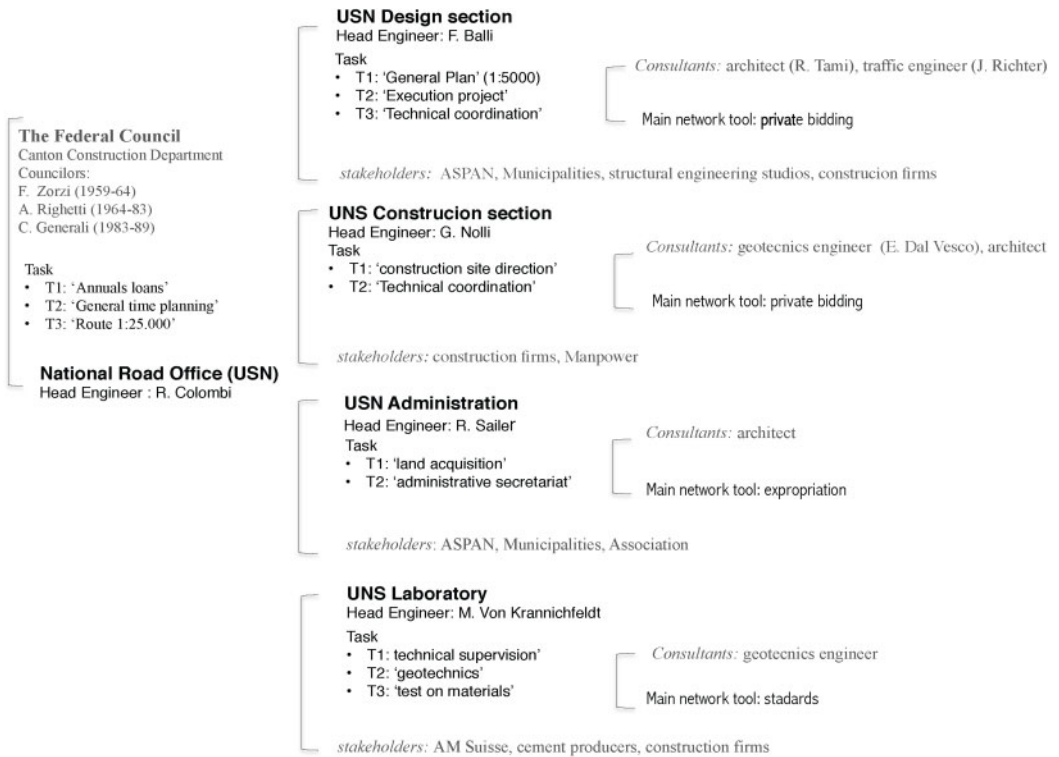 The Federal Council
Canton Construction Department
Councilors:
F. Zorzi (1959-64)
A. Righetti (1964-83)
C. Generali (1983-89)
Task
• T1: ‘Annuals loans’
• T2: ‘General time planning’
• T3: ‘Route 1:25.000’
National Road Office (USN)
Head Engineer : R. Colombi
USN Design section
Head Engineer: F. Balli
Task
• T1: ‘General Plan’ (1:5000)
• T2: ‘Execution project’
• T3: ‘Technical coordination’
Consultants: architect (R. Tami), traffic engineer (J. Richter)
Main network tool: private bidding
stakeholders: ASPAN, Municipalities, structural engineering studios, construcion firms
UNS Construcion section
Head Engineer: G. Nolli
Task
• T1: ‘construction site direction’
• T2: ‘Technical coordination’
Consultants: geotecnics engineer (E. Dal Vesco), architect
Main network tool: private bidding
stakeholders: construction firms, Manpower
USN Administration
Head Engineer: R. Sailer
Task
• T1: ‘land acquisition’
• T2: ‘administrative secretariat’
Consultants: architect
Main network tool: expropriation
stakeholders: ASPAN, Municipalities, Association
UNS Laboratory
Head Engineer: M. Von Krannichfeldt
Task
• T1: technical supervision’
• T2: ‘geotechnics’
• T3: ‘test on materials’
Consultants: geotecnics engineer
Main network tool: stadards
stakeholders: AM Suisse, cement producers, construction firms